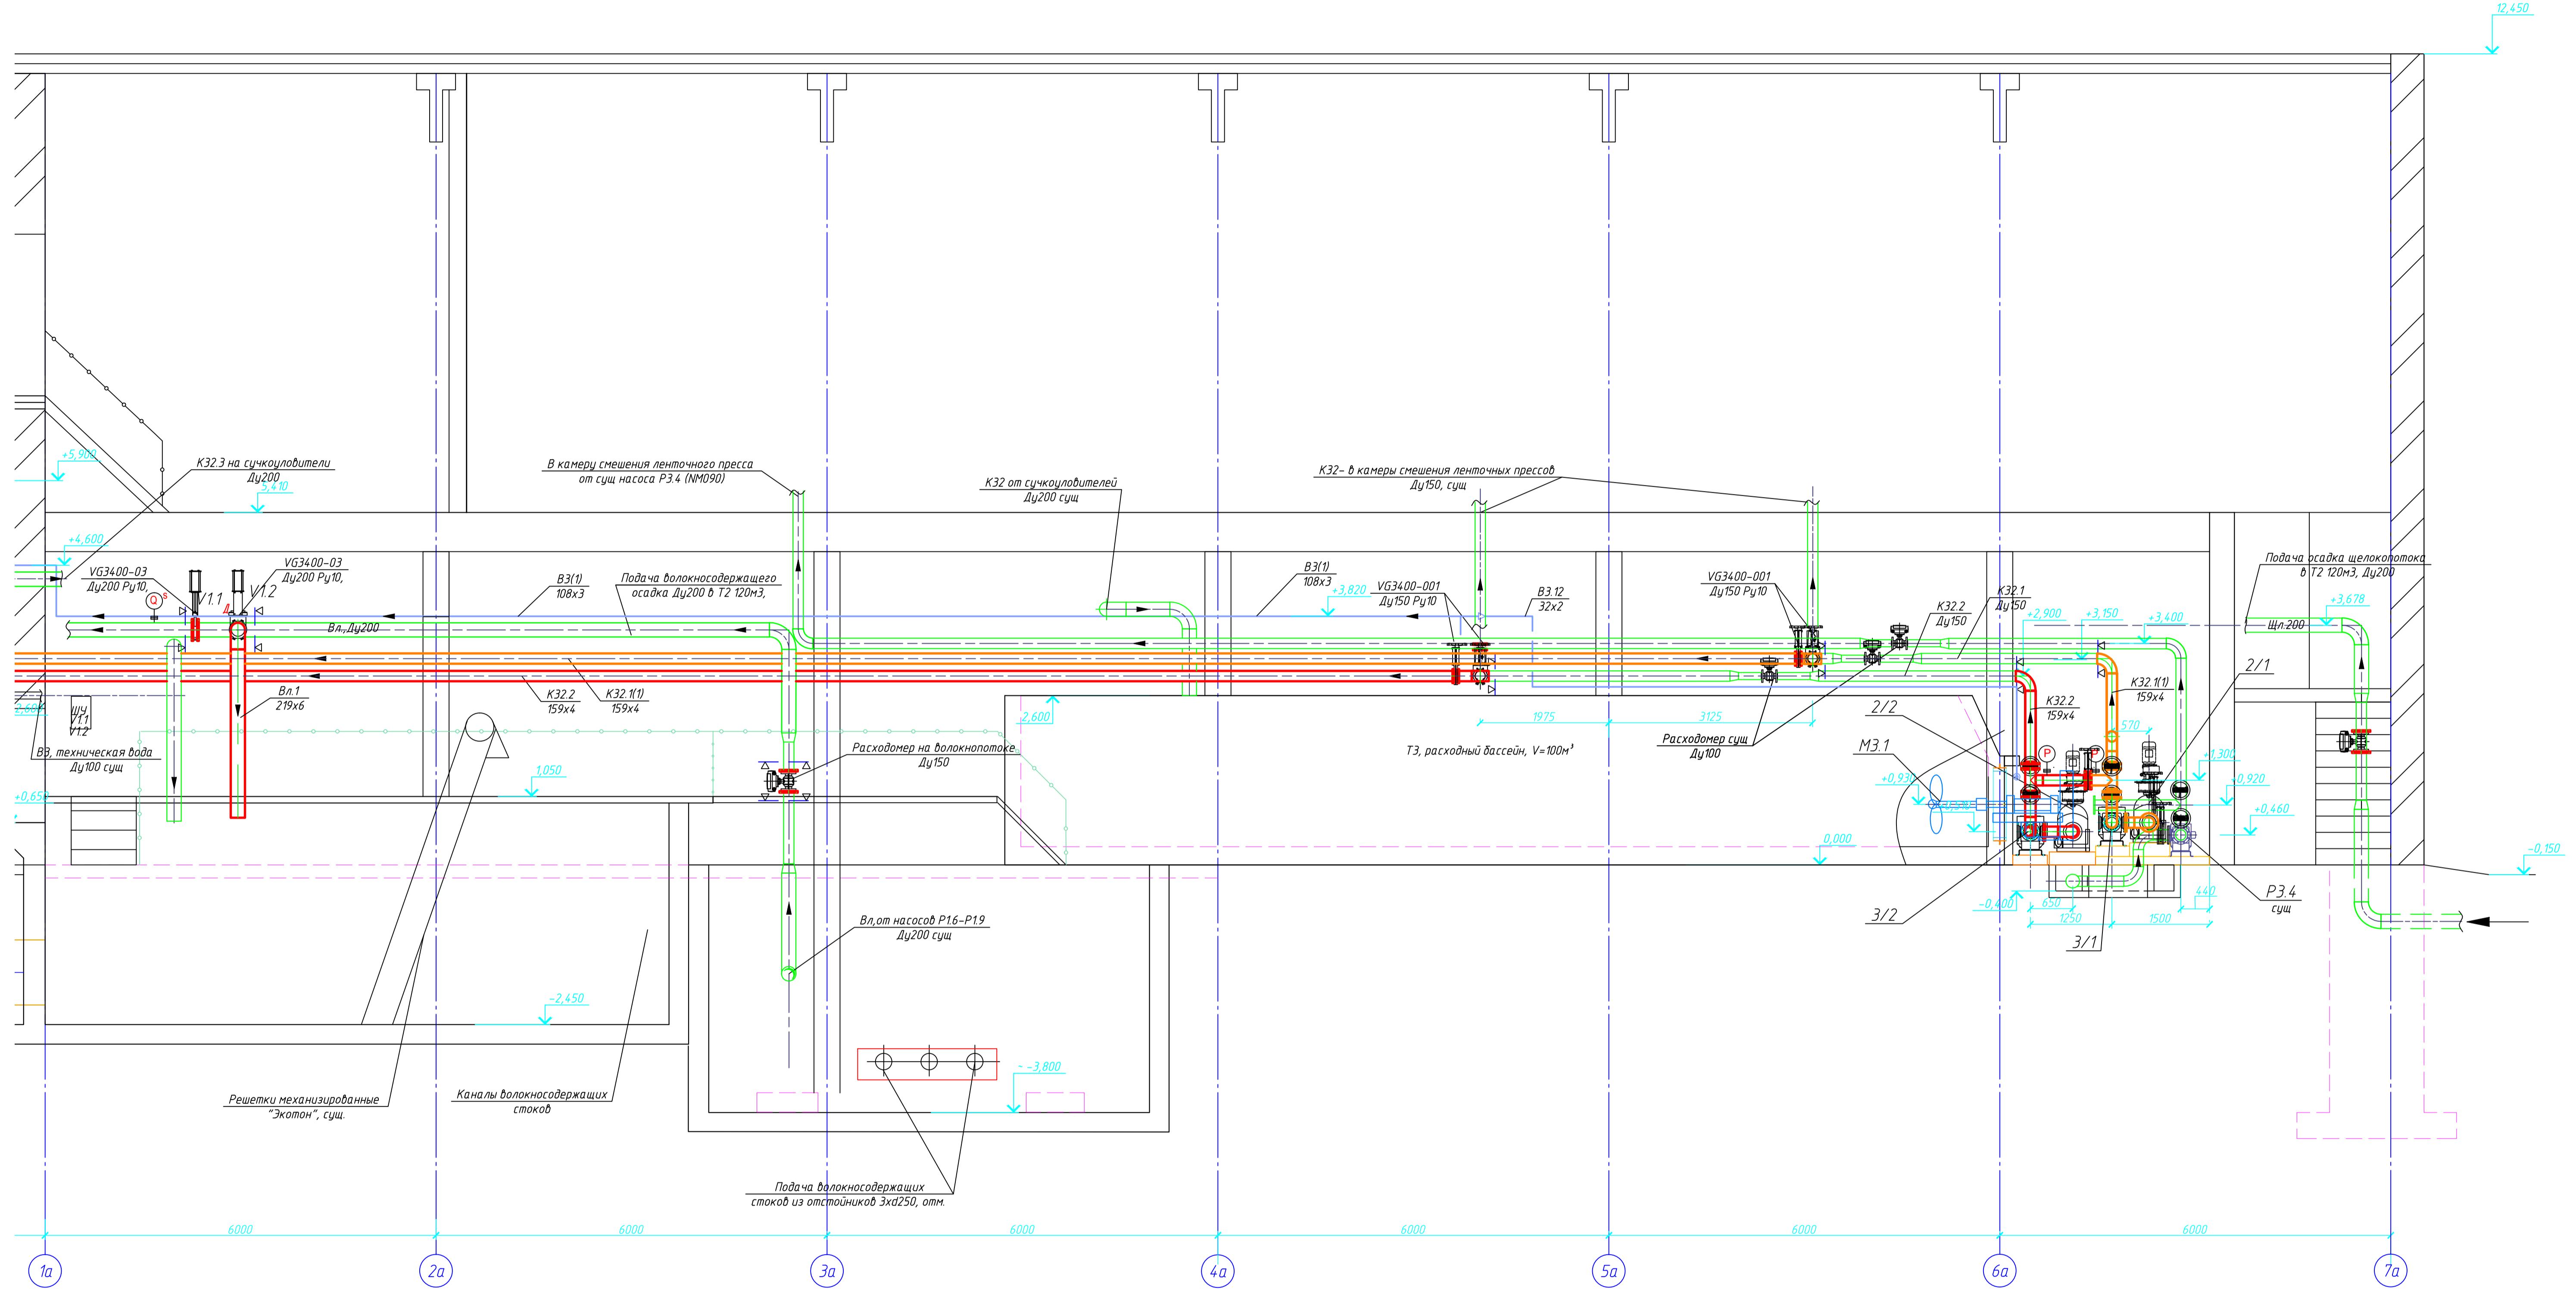 12,450
+5,900
К32.3 на сучкоуловители
Ду200
5,410
В камеру смешения ленточного пресса
от сущ насоса Р3.4 (NM090)
К32 от сучкоуловителей
Ду200 сущ
К32- в камеры смешения ленточных прессов
Ду150, сущ
+4,600
VG3400-03
Ду200 Ру10,
VG3400-03
Ду200 Ру10,
Q
S
V1.1
V1.2
Д
В3(1)
108х3
Подача волокносодержащего
осадка Ду200 в Т2 120м3,
Вл.,Ду200
В3(1)
108х3
+3,820
VG3400-001
Ду150 Ру10
В3.12
32х2
VG3400-001
Ду150 Ру10
К32.1
Ду150
К32.2
Ду150
+2,900
+3,150
+3,400
Подача осадка щелокопотока
в Т2 120м3, Ду200
+3,678
Щл.200
2/1
Вл.1
219х6
К32.2
159х4
К32.1(1)
159х4
2,600
ШУ
V1.1
V1.2
В3, техническая вода
Ду100 сущ
+0,650
1,050
Расходомер на волокнопотоке
Ду150
2,600
1975
3125
Т3, расходный бассейн, V=100м³
Расходомер сущ
Ду100
2/2
М3.1
+0,930
К32.2
159х4
К32.1(1)
159х4
570
Р
Р
+1,300
+0,920
+0,460
0,000
-0,150
-0,400
650
1250
1500
440
Р3.4
сущ
3/2
3/1
Вл,от насосов Р1.6-Р1.9
Ду200 сущ
-2,450
~ -3,800
Решетки механизированные
"Экотон", сущ.
Каналы волокносодержащих
стоков
Подача волокносодержащих
стоков из отстойников 3хd250, отм.
6000
6000
6000
6000
6000
6000
1а
2а
3а
4а
5а
6а
7а